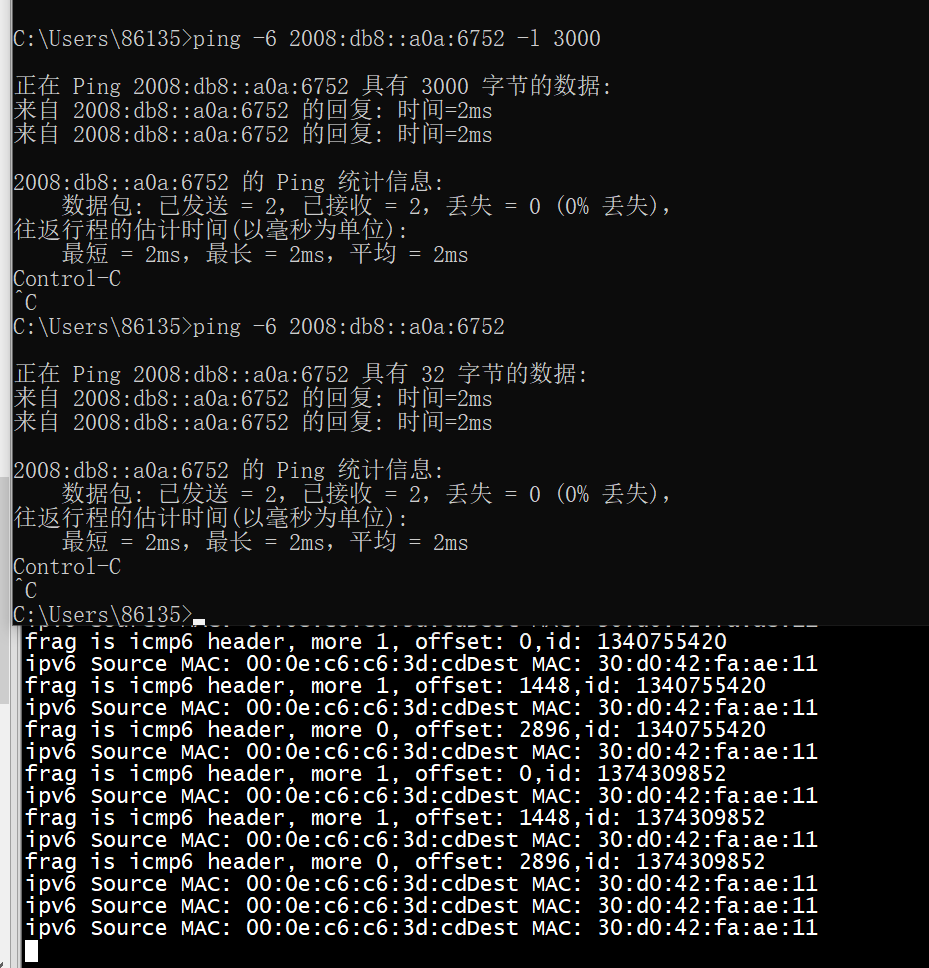 C:\Users\86135>ping -6 2008:db8::a0a:6752 -l 3000
正在 Ping 2008:db8::a0a:6752 具有 3000 字节的数据:
来自 2008:db8::a0a:6752 的回复: 时间=2ms
来自 2008:db8::a0a:6752 的回复: 时间=2ms
2008:db8::a0a:6752 的 Ping 统计信息:
    数据包: 已发送 = 2，已接收 = 2，丢失 = 0 (0% 丢失)，
往返行程的估计时间(以毫秒为单位):
    最短 = 2ms，最长 = 2ms，平均 = 2ms
Control-C
^C
C:\Users\86135>ping -6 2008:db8::a0a:6752
正在 Ping 2008:db8::a0a:6752 具有 32 字节的数据:
来自 2008:db8::a0a:6752 的回复: 时间=2ms
来自 2008:db8::a0a:6752 的回复: 时间=2ms
2008:db8::a0a:6752 的 Ping 统计信息:
    数据包: 已发送 = 2，已接收 = 2，丢失 = 0 (0% 丢失)，
往返行程的估计时间(以毫秒为单位):
    最短 = 2ms，最长 = 2ms，平均 = 2ms
Control-C
^C
C:\Users\86135>
frag is icmp6 header, more 1, offset: 0,id: 1340755420
ipv6 Source MAC: 00:0e:c6:c6:3d:cdDest MAC: 30:d0:42:fa:ae:11
frag is icmp6 header, more 1, offset: 1448,id: 1340755420
ipv6 Source MAC: 00:0e:c6:c6:3d:cdDest MAC: 30:d0:42:fa:ae:11
frag is icmp6 header, more 0, offset: 2896,id: 1340755420
ipv6 Source MAC: 00:0e:c6:c6:3d:cdDest MAC: 30:d0:42:fa:ae:11
frag is icmp6 header, more 1, offset: 0,id: 1374309852
ipv6 Source MAC: 00:0e:c6:c6:3d:cdDest MAC: 30:d0:42:fa:ae:11
frag is icmp6 header, more 1, offset: 1448,id: 1374309852
ipv6 Source MAC: 00:0e:c6:c6:3d:cdDest MAC: 30:d0:42:fa:ae:11
frag is icmp6 header, more 0, offset: 2896,id: 1374309852
ipv6 Source MAC: 00:0e:c6:c6:3d:cdDest MAC: 30:d0:42:fa:ae:11
ipv6 Source MAC: 00:0e:c6:c6:3d:cdDest MAC: 30:d0:42:fa:ae:11
ipv6 Source MAC: 00:0e:c6:c6:3d:cdDest MAC: 30:d0:42:fa:ae:11